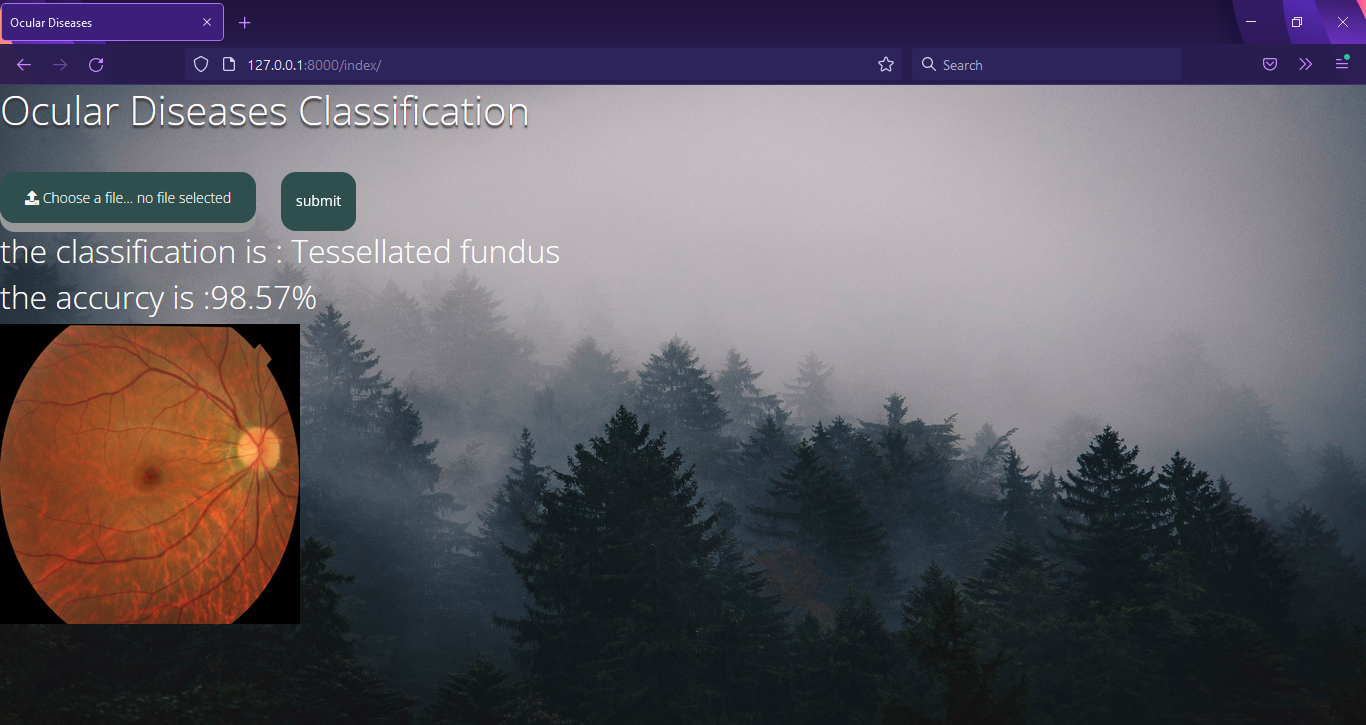 Ocular Diseases
127.0.0.1:8000/index/
Search
Ocular Diseases Classification
Choose a file... no file selected
submit
the classification is : Tessellated fundus
the accurcy is :98.57%